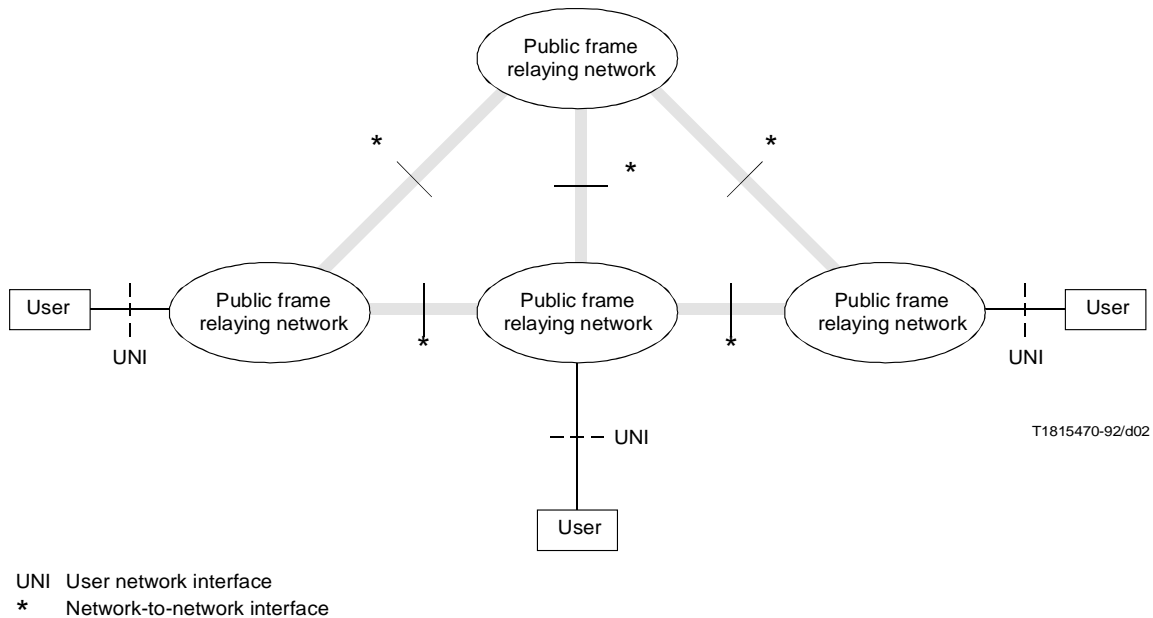 Public frame
relaying network
*
*
*
Public frame
relaying network
Public frame
relaying network
Public frame
relaying network
User
User
*
*
UNI
UNI
UNI
T1815470-92/d02
User
UNI User network interface
* Network-to-network interface